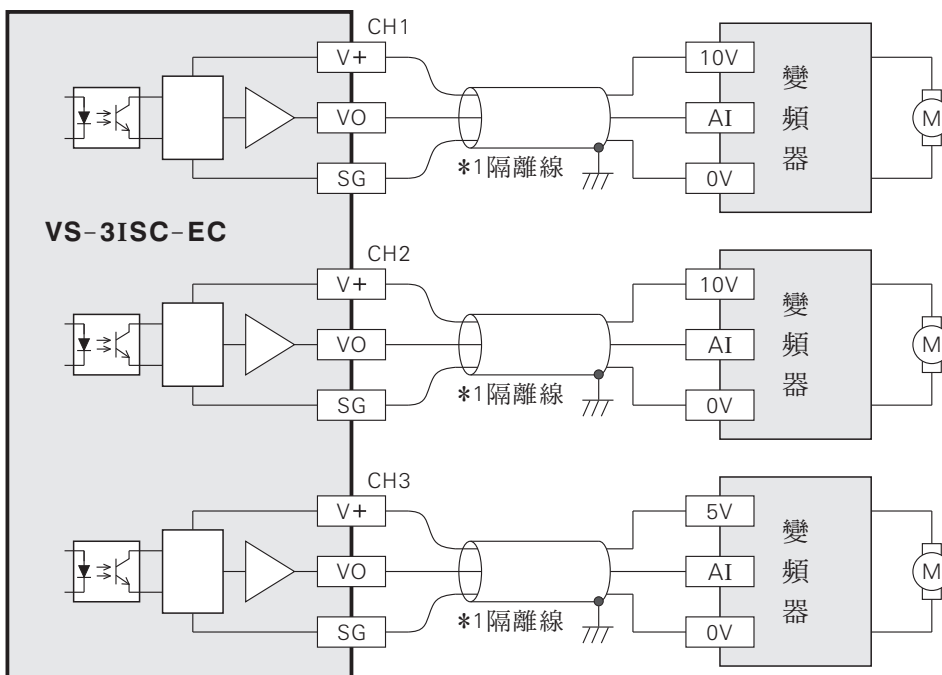 CH1
V+
VO
SG
*1隔離線
10V
AI
0V
變頻器
M
VS-3ISC-EC
CH2
V+
VO
SG
*1隔離線
10V
AI
0V
變頻器
M
CH3
V+
VO
SG
*1隔離線
5V
AI
0V
變頻器
M